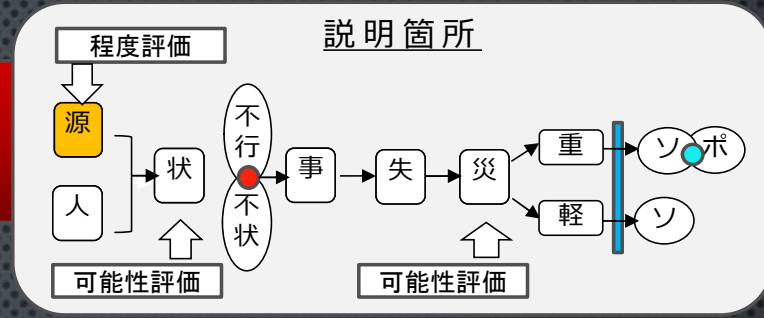 説明箇所
程度評価
源
人
状
不
行
不
状
事
失
災
重
軽
ソ
ポ
ソ
可能性評価
可能性評価